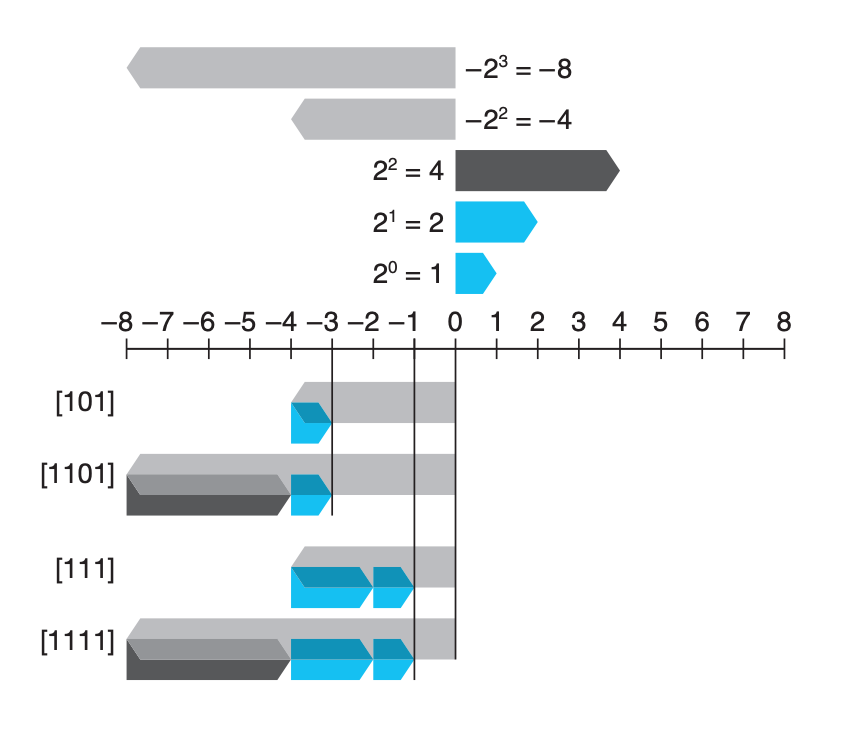 −2³ = −8
−2² = −4
2² = 4
2¹ = 2
2⁰ = 1
−8 −7 −6 −5 −4 −3 −2 −1 0 1 2 3 4 5 6 7 8
[101]
[1101]
[111]
[1111]